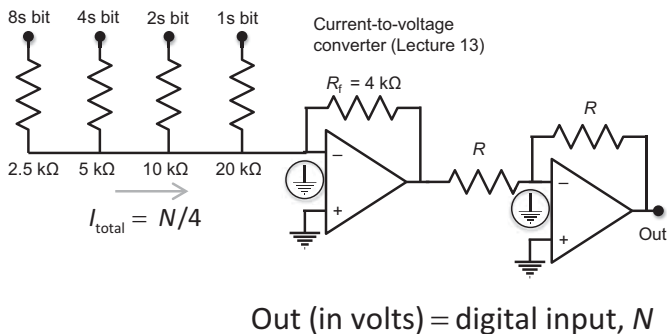 8s bit 4s bit 2s bit 1s bit
Current-to-voltage
converter (Lecture 13)
R_f = 4 kΩ
R
R
−
+
−
+
2.5 kΩ 5 kΩ 10 kΩ 20 kΩ
I_total = N/4
Out
Out (in volts) = digital input, N